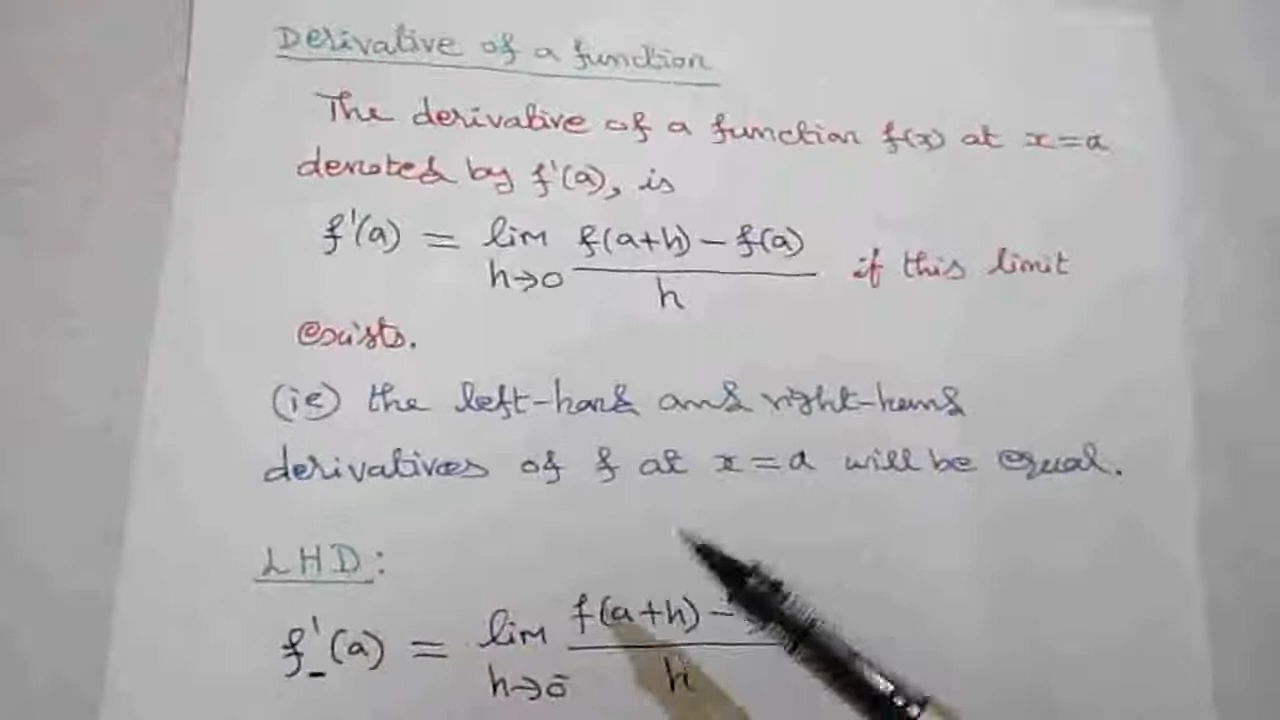 Derivative of a function
The derivative of a function f(x) at x=a
denoted by f'(a), is
f'(a) = lim h→0 f(a+h) – f(a) / h if this limit
exists.
(ie) the left-hand and right-hand
derivatives of f at x=a will be equal.
LHD:
f'₋(a) = lim h→0⁻ f(a+h) – / h